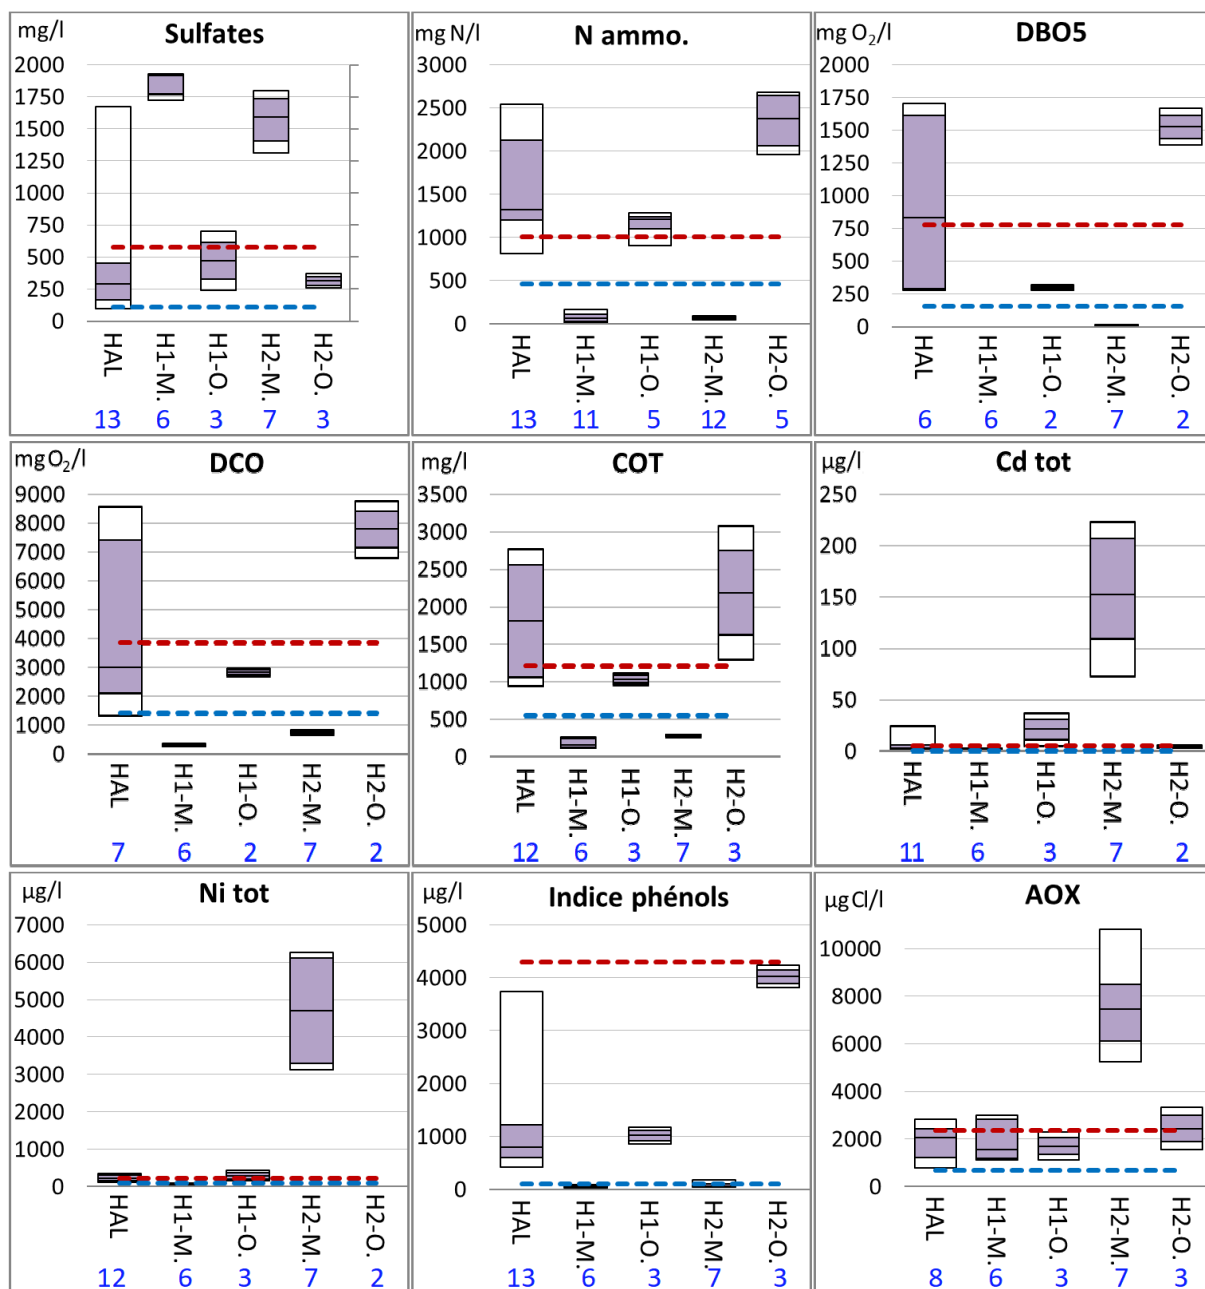 mg/l
Sulfates
2000
1750
1500
1250
1000
750
500
250
0
HAL
H1-M.
H1-O.
H2-M.
H2-O.
13 6 3 7 3
mg N/l
N ammo.
3000
2500
2000
1500
1000
500
0
HAL
H1-M.
H1-O.
H2-M.
H2-O.
13 11 5 12 5
mg O₂/l
DBO5
2000
1750
1500
1250
1000
750
500
250
0
HAL
H1-M.
H1-O.
H2-M.
H2-O.
6 6 2 7 2
mg O₂/l
DCO
9000
8000
7000
6000
5000
4000
3000
2000
1000
0
HAL
H1-M.
H1-O.
H2-M.
H2-O.
7 6 2 7 2
mg/l
COT
3500
3000
2500
2000
1500
1000
500
0
HAL
H1-M.
H1-O.
H2-M.
H2-O.
12 6 3 7 3
µg/l
Cd tot
250
200
150
100
50
0
HAL
H1-M.
H1-O.
H2-M.
H2-O.
11 6 3 7 2
µg/l
Ni tot
7000
6000
5000
4000
3000
2000
1000
0
HAL
H1-M.
H1-O.
H2-M.
H2-O.
12 6 3 7 2
µg/l
Indice phénols
5000
4000
3000
2000
1000
0
HAL
H1-M.
H1-O.
H2-M.
H2-O.
13 6 3 7 3
µg Cl/l
AOX
10000
8000
6000
4000
2000
0
HAL
H1-M.
H1-O.
H2-M.
H2-O.
8 6 3 7 3